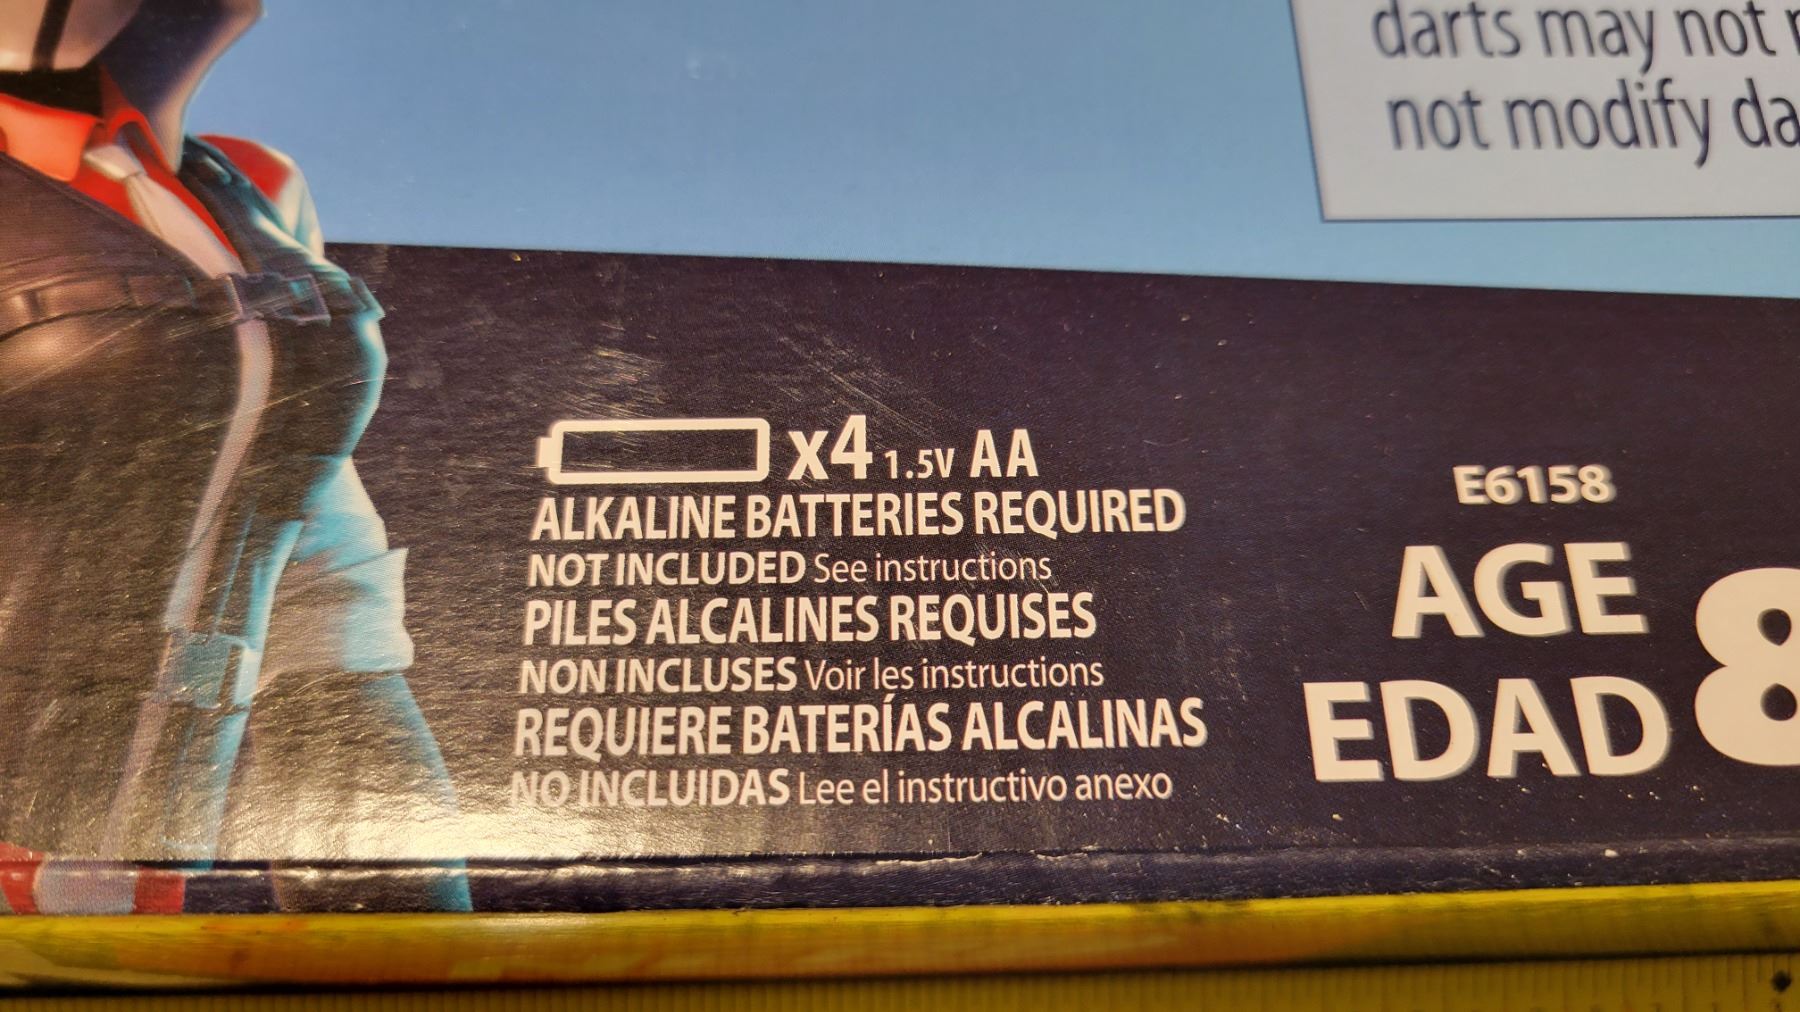 darts may not
not modify
x4 1.5V AA
ALKALINE BATTERIES REQUIRED
NOT INCLUDED See instructions
PILES ALCALINES REQUISES
NON INCLUSES Voir les instructions
REQUIERE BATERÍAS ALCALINAS
NO INCLUIDAS Lee el instructivo anexo
E6158
AGE
EDAD
8